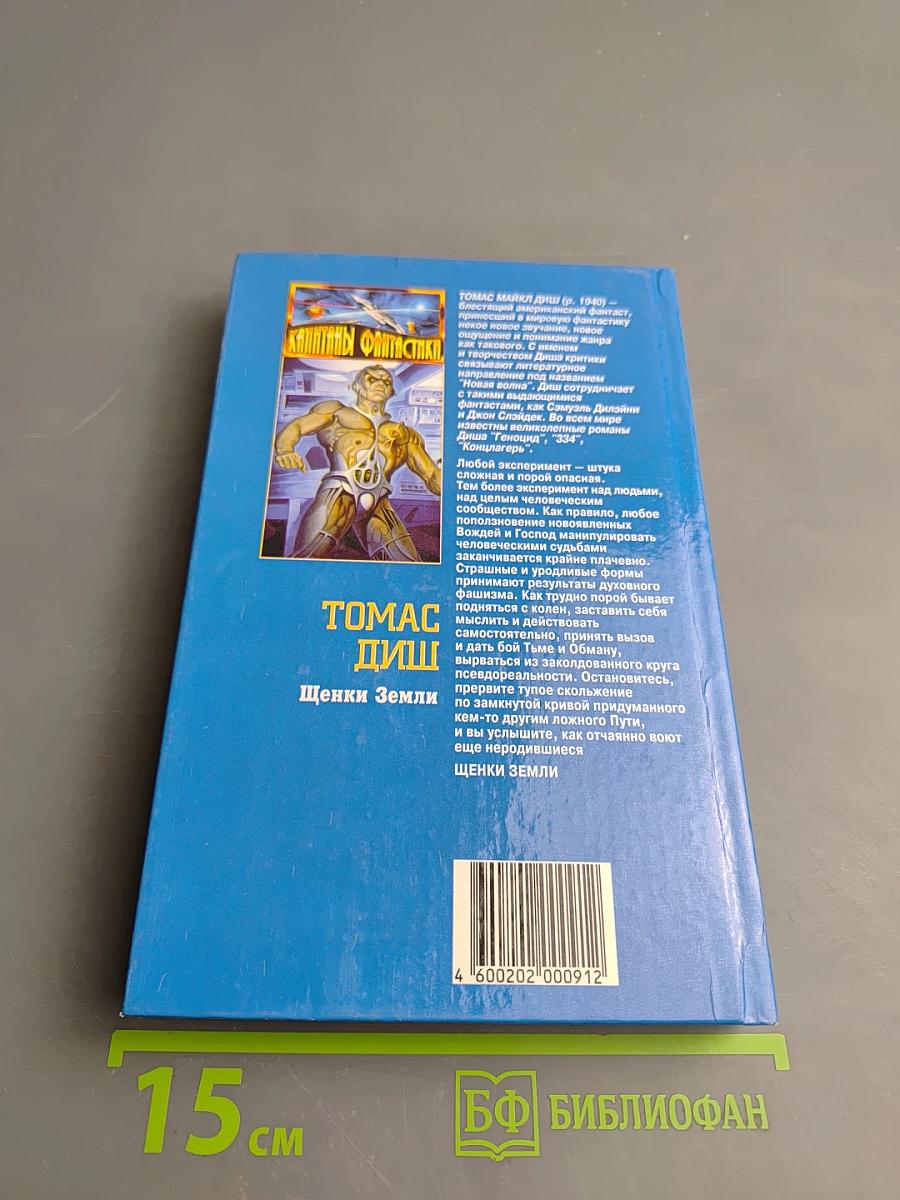 КАПИТАНЫ ФАНТАСТИКИ
ТОМАС
ДИШ
Щенки Земли
ТОМАС МАЙКЛ ДИШ (р. 1940) —
блестящий американский фантаст,
принесший в мировую фантастику
некое новое звучание, новое
ощущение и понимание жанра
как такового. С именем
и творчеством Диша критики
связывают литературное
направление под названием
"Новая волна". Диш сотрудничает
с такими выдающимися
фантастами, как Сэмуэль Дилэйни
и Джон Слэйдек. Во всем мире
известны великолепные романы
Диша "Геноцид", "334",
"Концлагерь".
Любой эксперимент — штука
сложная и порой опасная.
Тем более эксперимент над людьми,
над целым человеческим
сообществом. Как правило, любое
поползновение новоявленных
Вождей и Господ манипулировать
человеческими судьбами
заканчивается крайне плачевно.
Страшные и уродливые формы
принимают результаты духовного
фашизма. Как трудно порой бывает
подняться с колен, заставить себя
мыслить и действовать
самостоятельно, принять вызов
и дать бой Тьме и Обману,
вырваться из заколдованного круга
псевдореальности. Остановитесь,
прервите тупое скольжение
по замкнутой кривой придуманного
кем-то другим ложного Пути,
и вы услышите, как отчаянно воют
еще неродившиеся
ЩЕНКИ ЗЕМЛИ
4 600202 000912
15 см
БФ БИБЛИОФАН